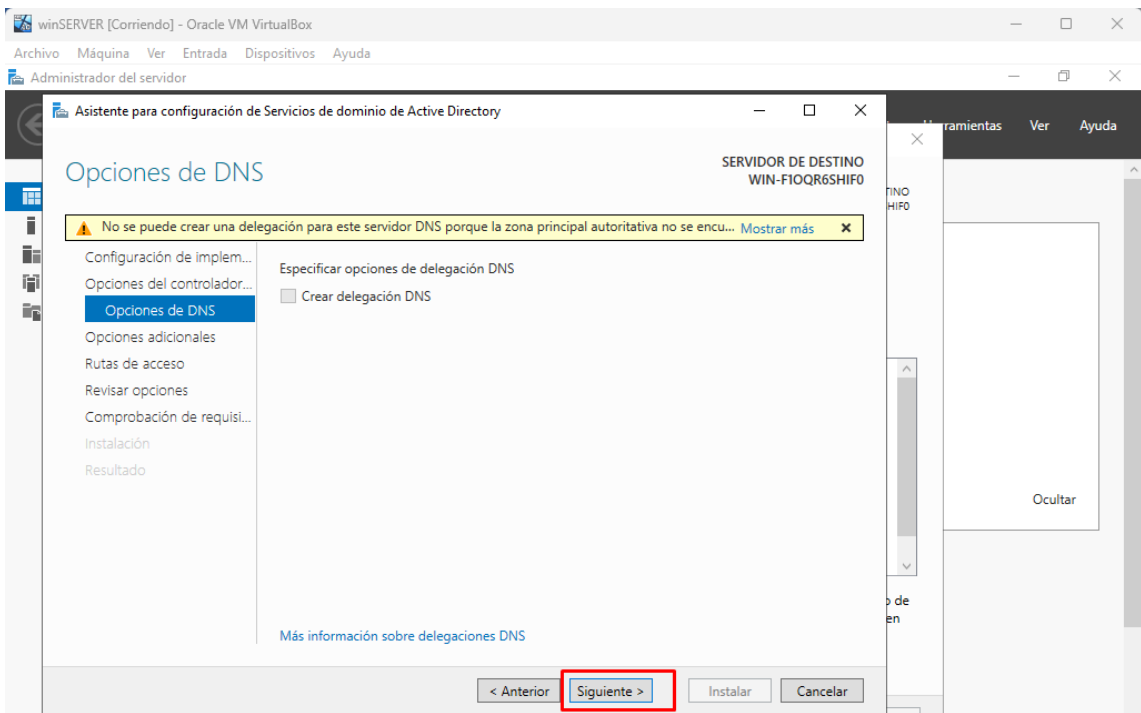 winSERVER [Corriendo] - Oracle VM VirtualBox
Archivo Máquina Ver Entrada Dispositivos Ayuda
Administrador del servidor
Asistente para configuración de Servicios de dominio de Active Directory
Ver Ayuda
Opciones de DNS
SERVIDOR DE DESTINO
WIN-F1OQR6SHIF0
No se puede crear una delegación para este servidor DNS porque la zona principal autoritativa no se encu... Mostrar más
Configuración de implem...
Especificar opciones de delegación DNS
Opciones del controlador...
Crear delegación DNS
Opciones de DNS
Opciones adicionales
Rutas de acceso
Revisar opciones
Comprobación de requisi...
Instalación
Resultado
Ocultar
Más información sobre delegaciones DNS
de
en
< Anterior Siguiente > Instalar Cancelar